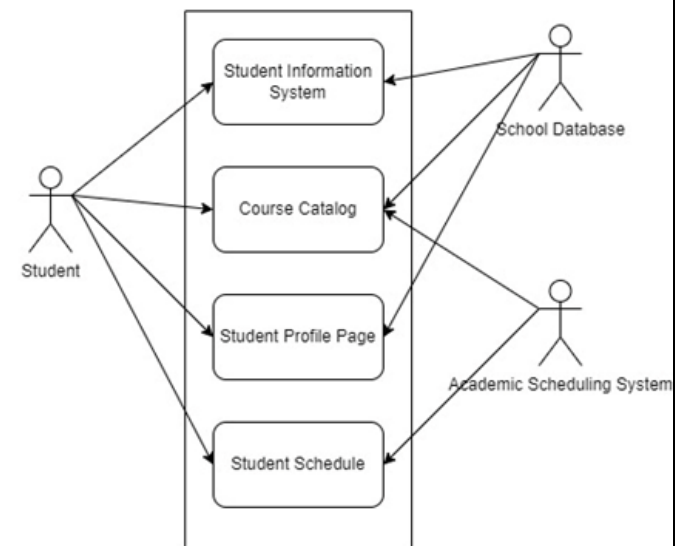 Student Information
System
School Database
Course Catalog
Student
Student Profile Page
Academic Scheduling System
Student Schedule